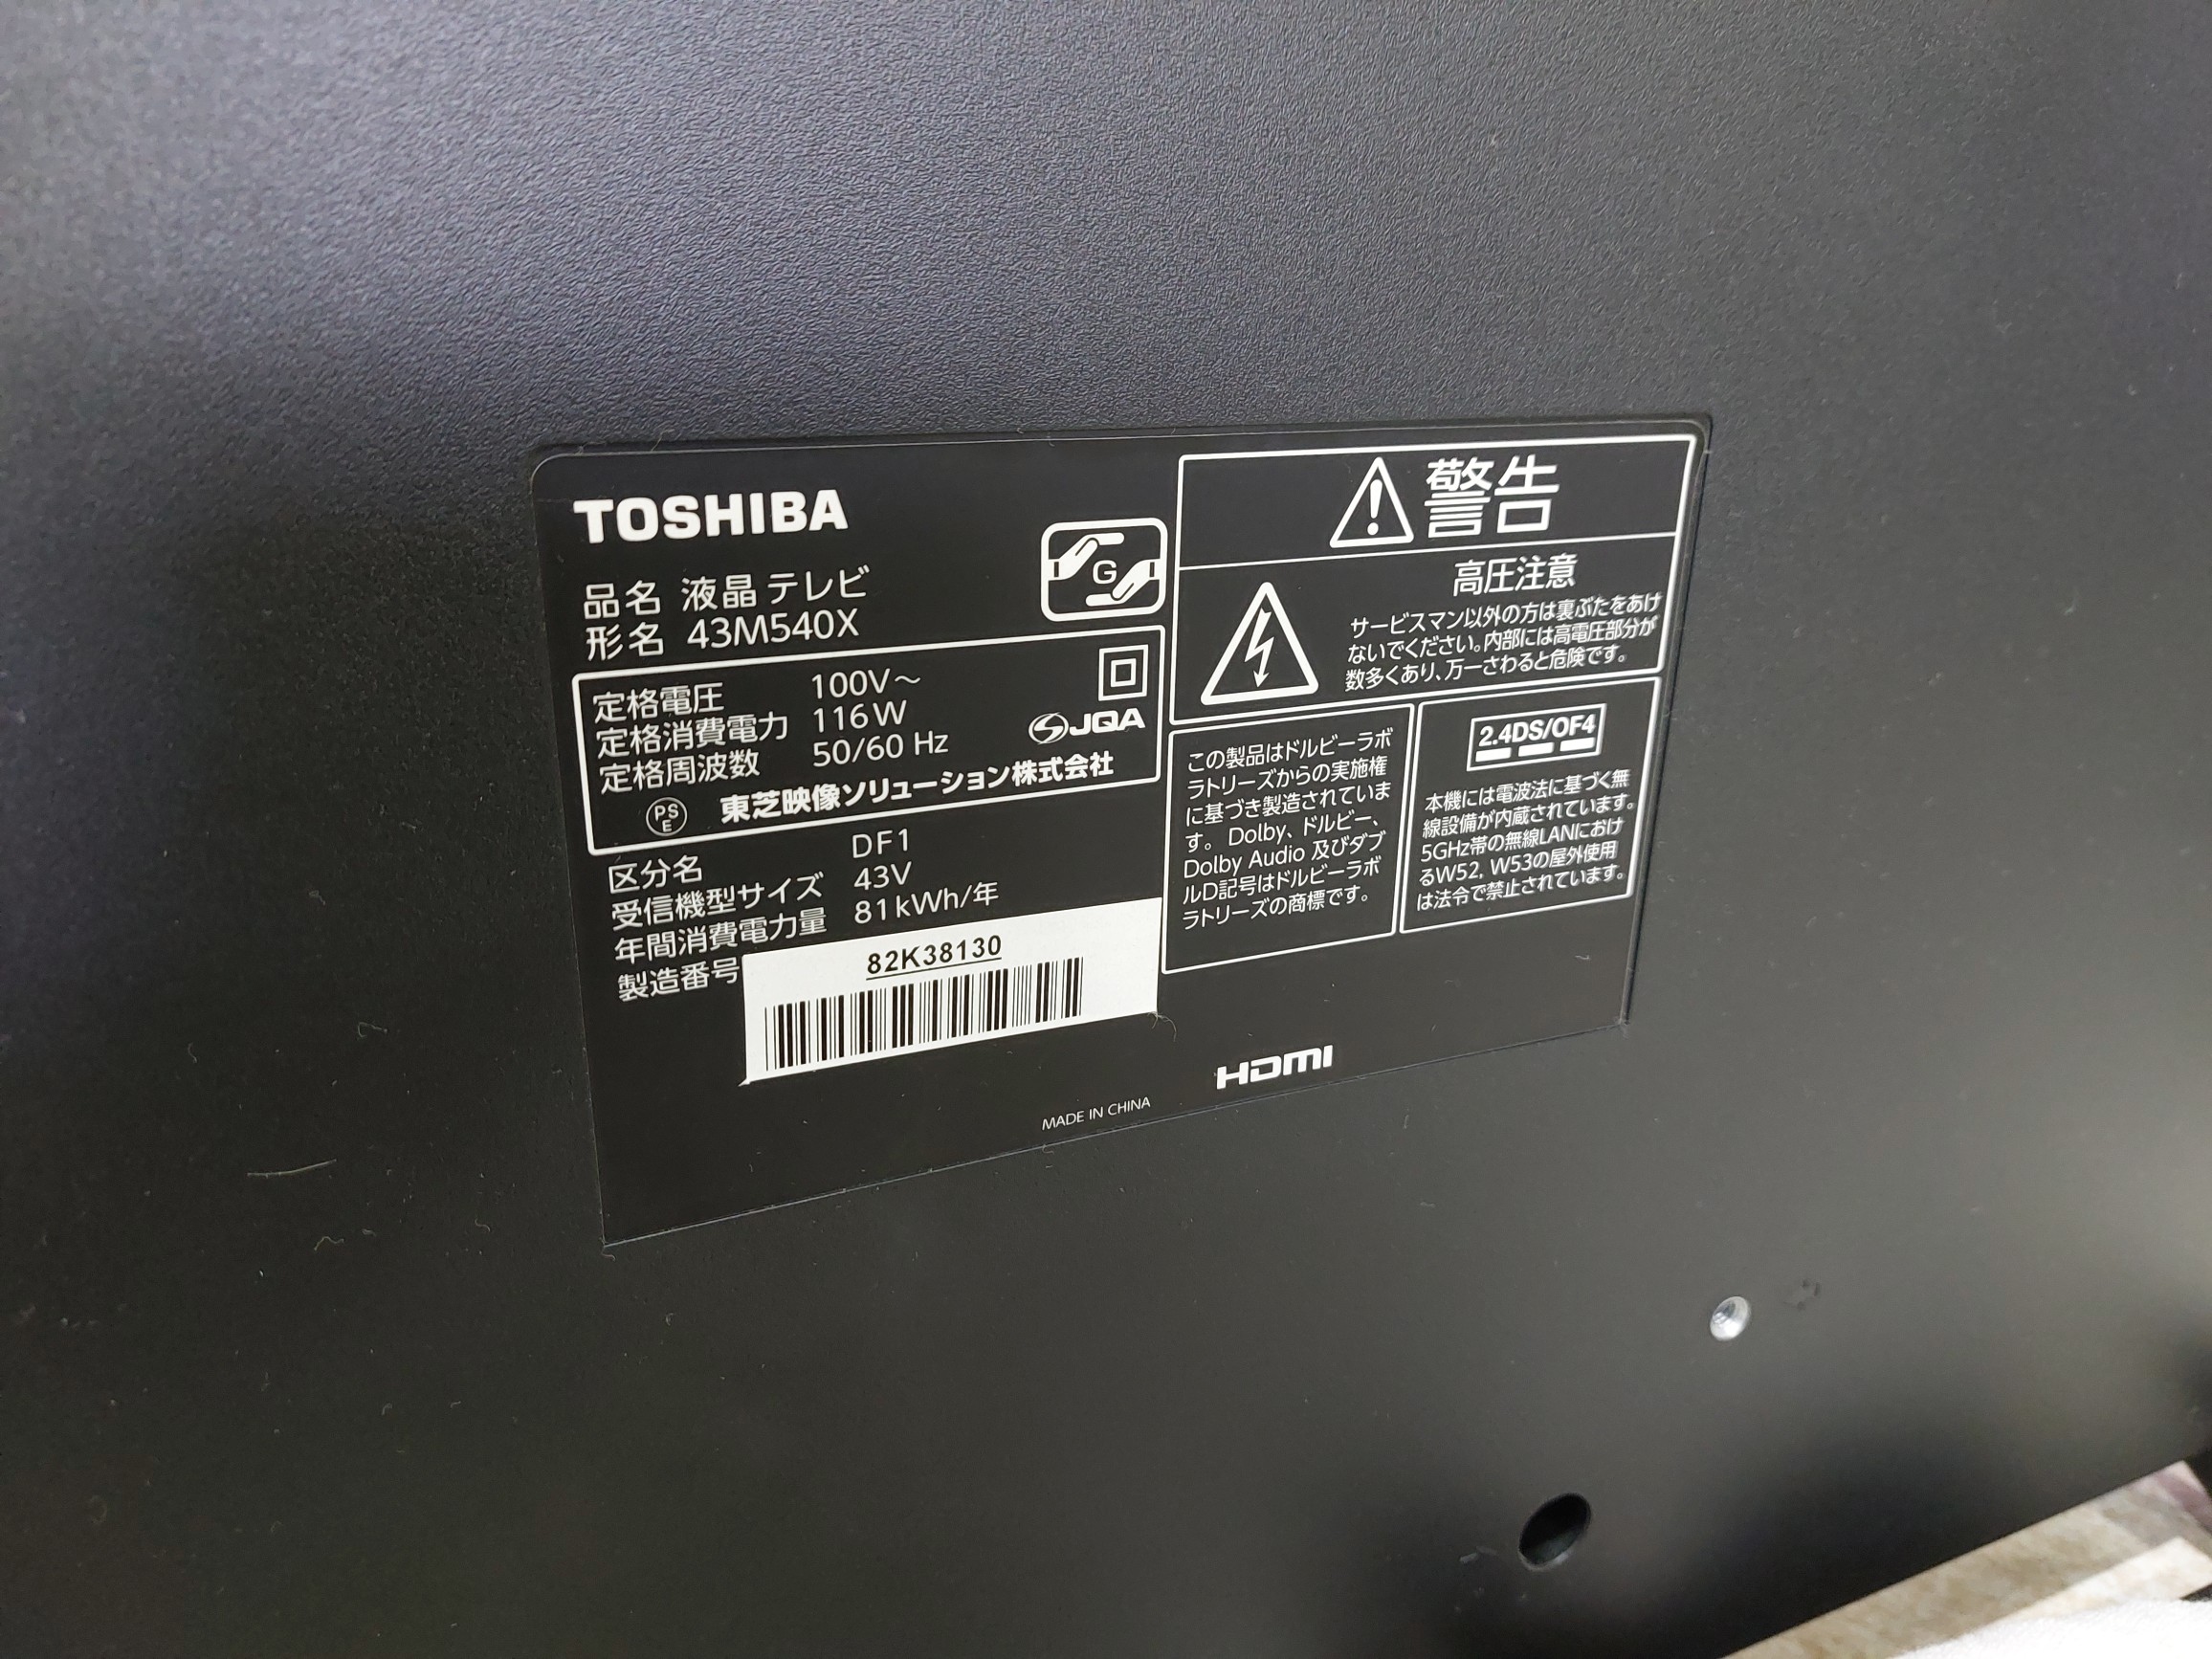 TOSHIBA
品名 液晶 テレビ
形名 43M540X
G
定格電圧 100V～
定格消費電力 116W
定格周波数 50/60 Hz
JQA
PS
E
東芝映像ソリューション株式会社
区分名 DF1
受信機型サイズ 43V
年間消費電力量 81kWh/年
製造番号
82K38130
警告
高圧注意
サービスマン以外の方は裏ぶたをあけ
ないでください。内部には高電圧部分が
数多くあり、万一さわると危険です。
この製品はドルビーラボ
ラトリーズからの実施権
に基づき製造されていま
す。Dolby、ドルビー、
Dolby Audio 及びダブ
ルD記号はドルビーラボ
ラトリーズの商標です。
2.4DS/OF4
本機には電波法に基づく無
線設備が内蔵されています。
5GHz帯の無線LANにおけ
るW52, W53の屋外使用
は法令で禁止されています。
HDMI
MADE IN CHINA